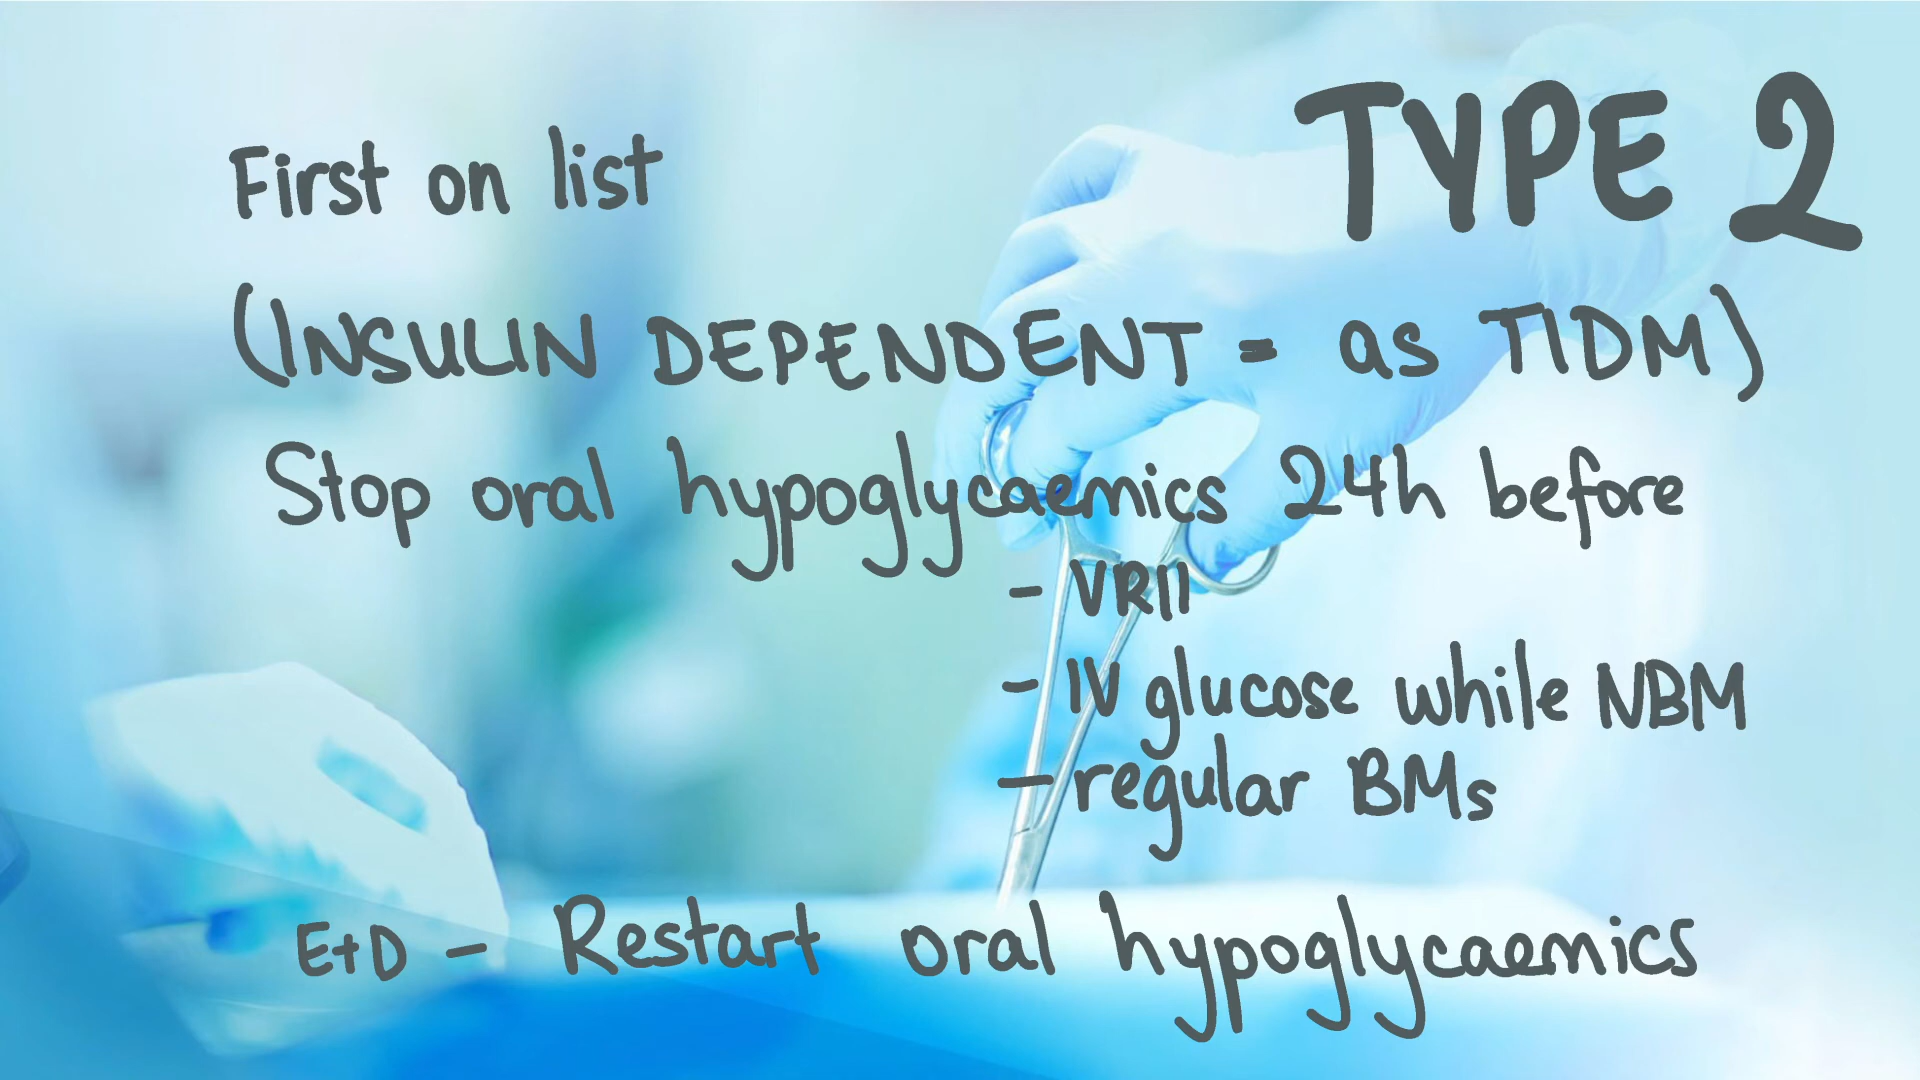 TYPE 2
First on list
(INSULIN DEPENDENT = as T1DM)
Stop oral hypoglycaemics 24h before
- VRII
- IV glucose while NBM
- regular BMs
E+D - Restart oral hypoglycaemics